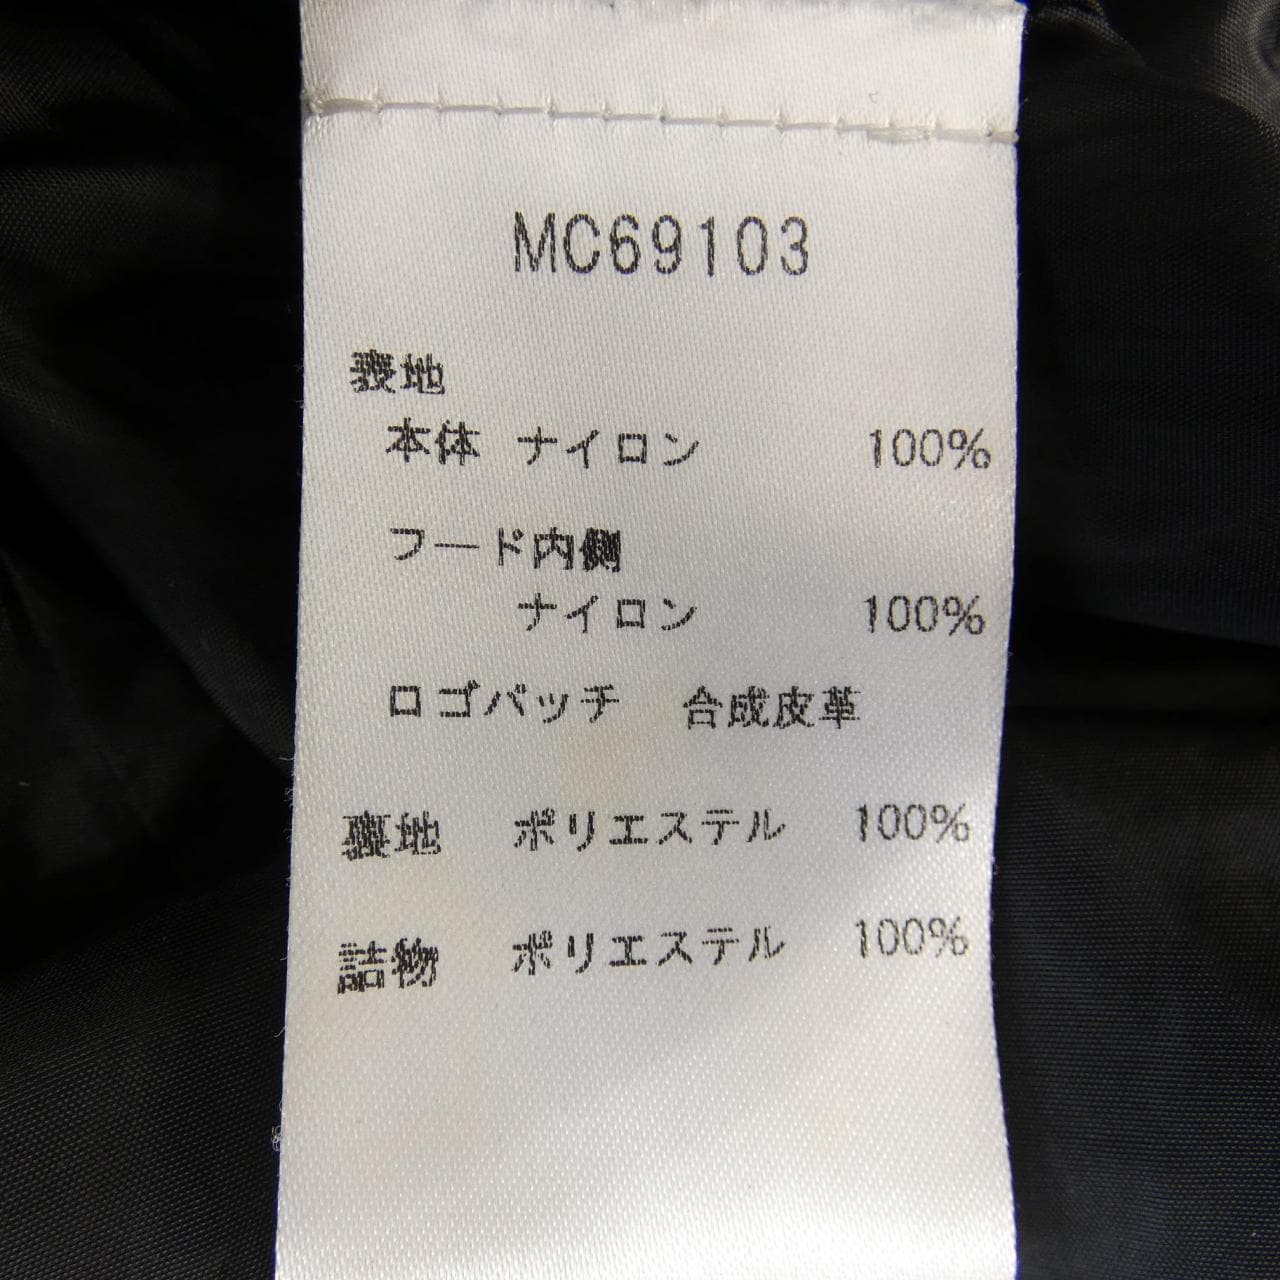 MC69103
表地
本体 ナイロン 100%
フード内側
ナイロン 100%
ロゴパッチ 合成皮革
裏地 ポリエステル 100%
詰物 ポリエステル 100%